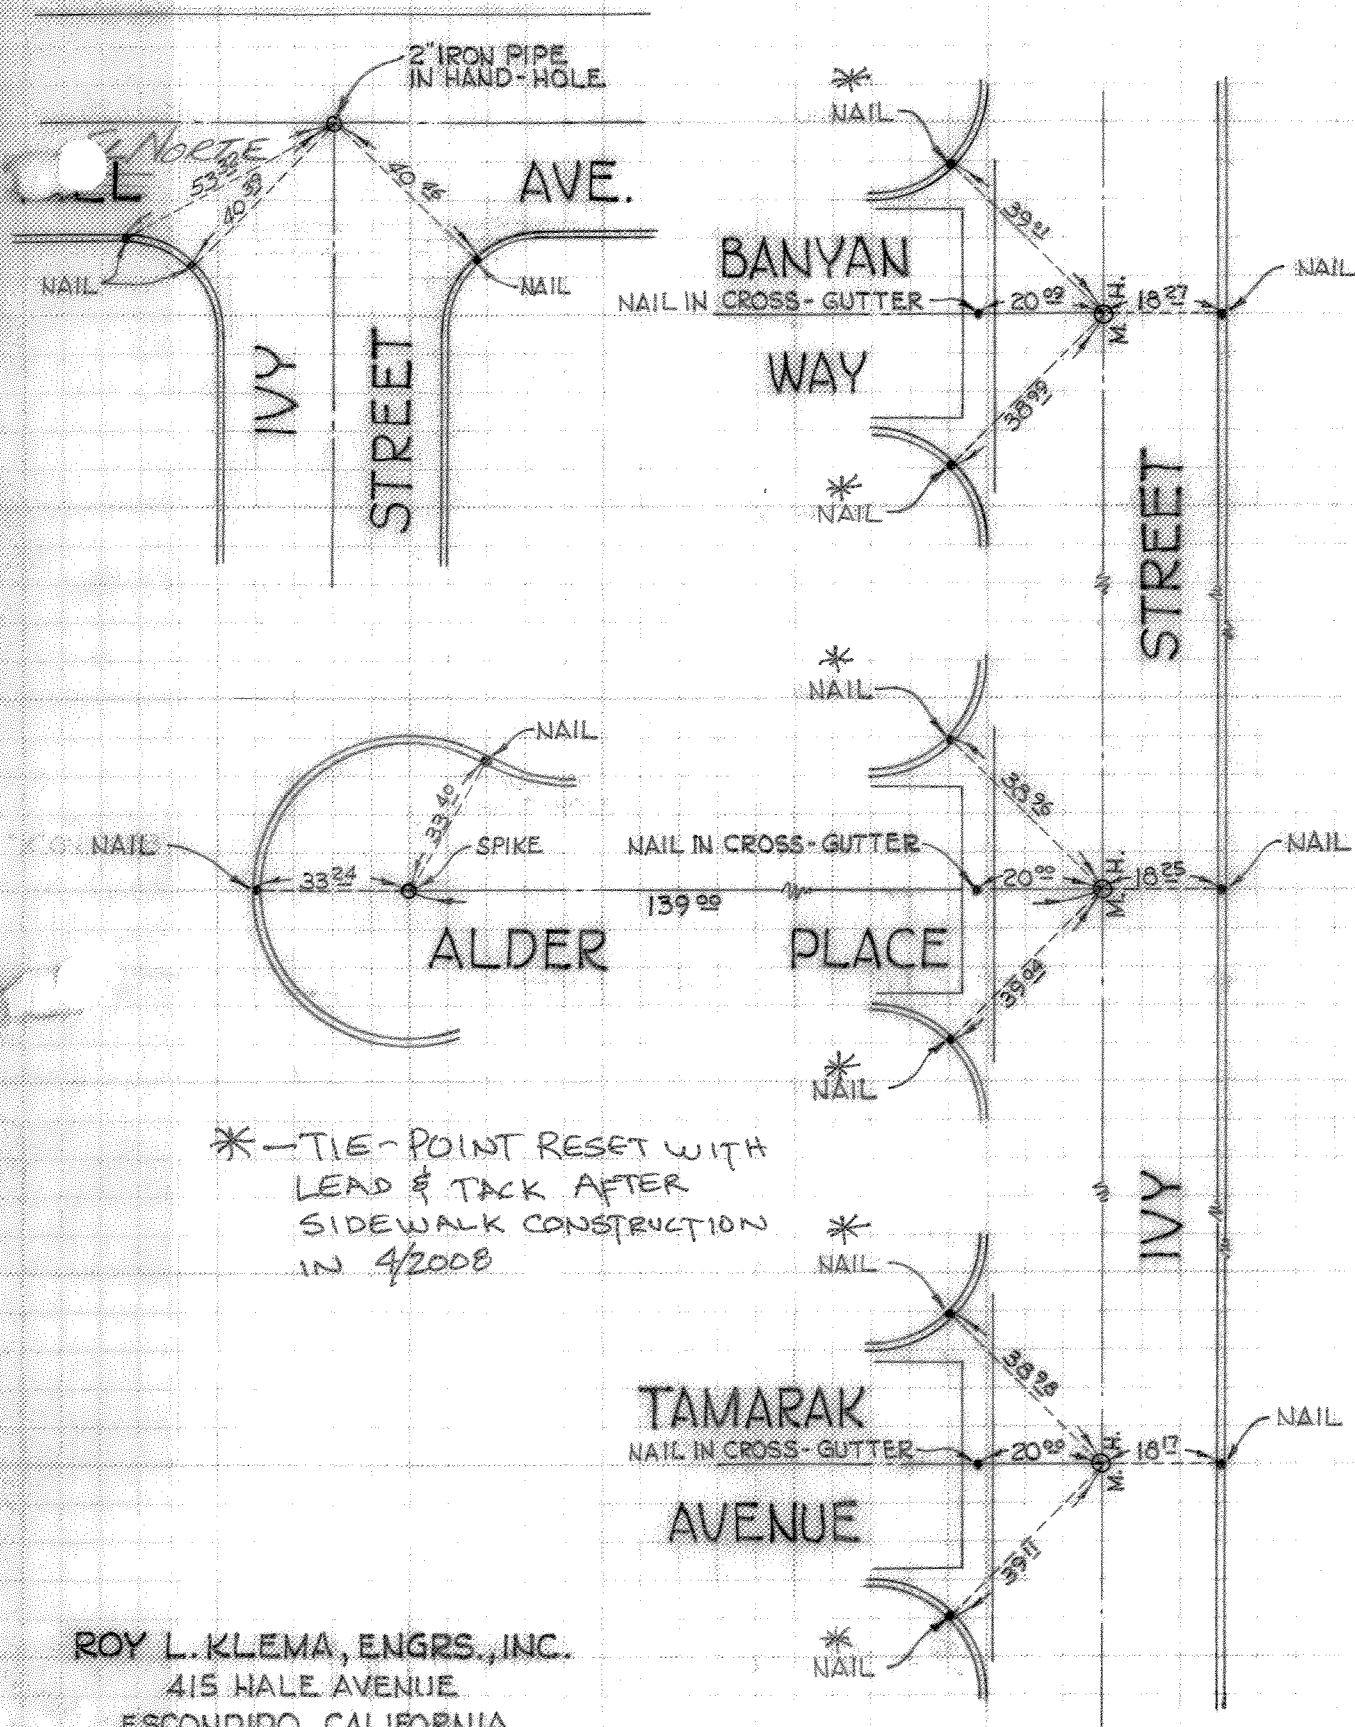 2" IRON PIPE
IN HAND-HOLE
NORTE
AVE.
53 32
40 39
40 46
NAIL
NAIL
IVY
STREET
*
NAIL
39 01
BANYAN
NAIL IN CROSS-GUTTER
20 00
M.H.
18 27
NAIL
WAY
38 99
*
NAIL
STREET
*
NAIL
38 96
NAIL
33 40
NAIL
33 24
SPIKE
NAIL IN CROSS-GUTTER
20 00
M.H.
18 25
NAIL
139 00
ALDER PLACE
39 04
*
NAIL
* - TIE-POINT RESET WITH
LEAD & TACK AFTER
SIDEWALK CONSTRUCTION
IN 4/2008
IVY
*
NAIL
38 98
TAMARAK
NAIL IN CROSS-GUTTER
20 00
M.H.
18 17
NAIL
AVENUE
39 11
*
NAIL
ROY L. KLEMA, ENGRS., INC.
415 HALE AVENUE
ESCONDIDO, CALIFORNIA